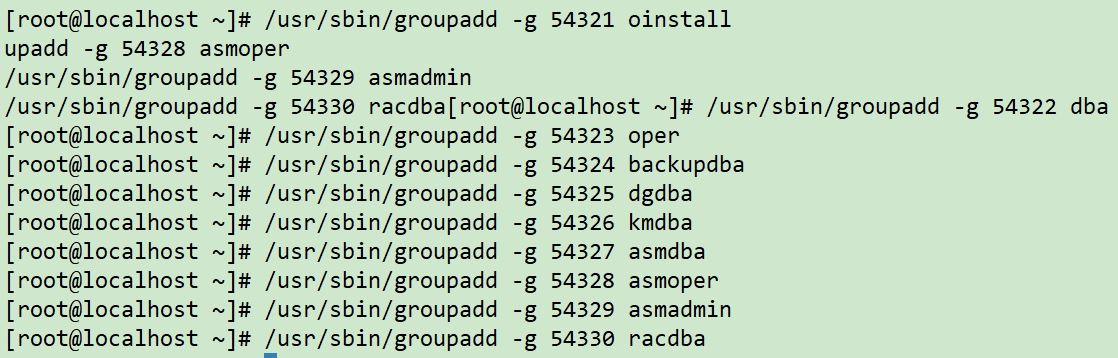 [root@localhost ~]# /usr/sbin/groupadd -g 54321 oinstall
upadd -g 54328 asmoper
/usr/sbin/groupadd -g 54329 asmadmin
/usr/sbin/groupadd -g 54330 racdba[root@localhost ~]# /usr/sbin/groupadd -g 54322 dba
[root@localhost ~]# /usr/sbin/groupadd -g 54323 oper
[root@localhost ~]# /usr/sbin/groupadd -g 54324 backupdba
[root@localhost ~]# /usr/sbin/groupadd -g 54325 dgdba
[root@localhost ~]# /usr/sbin/groupadd -g 54326 kmdba
[root@localhost ~]# /usr/sbin/groupadd -g 54327 asmdba
[root@localhost ~]# /usr/sbin/groupadd -g 54328 asmoper
[root@localhost ~]# /usr/sbin/groupadd -g 54329 asmadmin
[root@localhost ~]# /usr/sbin/groupadd -g 54330 racdba